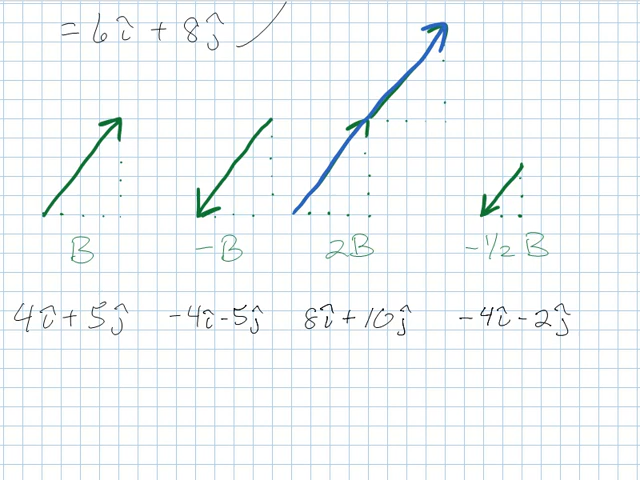 = 6î + 8ĵ
B -B 2B -1/2 B
4î + 5ĵ -4î - 5ĵ 8î + 10ĵ -4î - 2ĵ